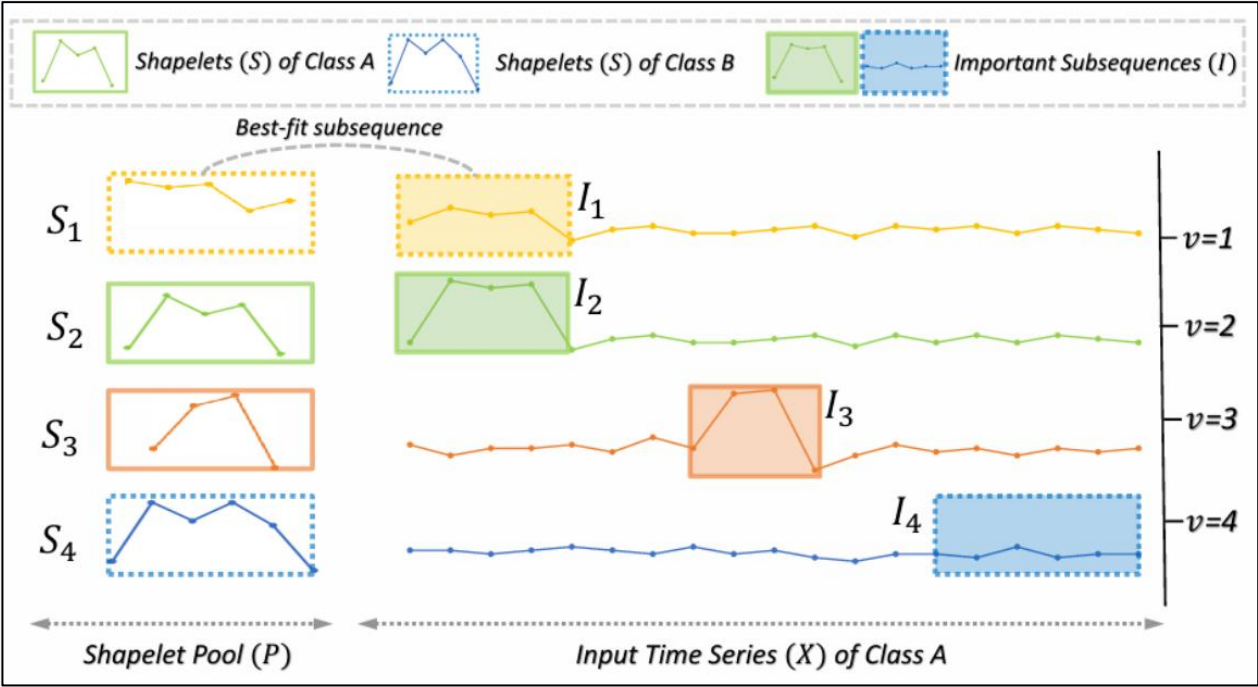 Shapelets (S) of Class A
Shapelets (S) of Class B
Important Subsequences (I)
Best-fit subsequence
S₁
I₁
v=1
S₂
I₂
v=2
S₃
I₃
v=3
S₄
I₄
v=4
Shapelet Pool (P)
Input Time Series (X) of Class A